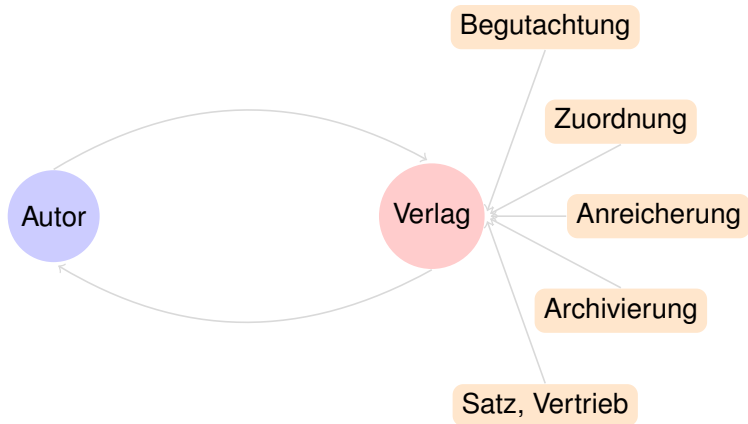 Begutachtung
Zuordnung
Autor
Verlag
Anreicherung
Archivierung
Satz, Vertrieb